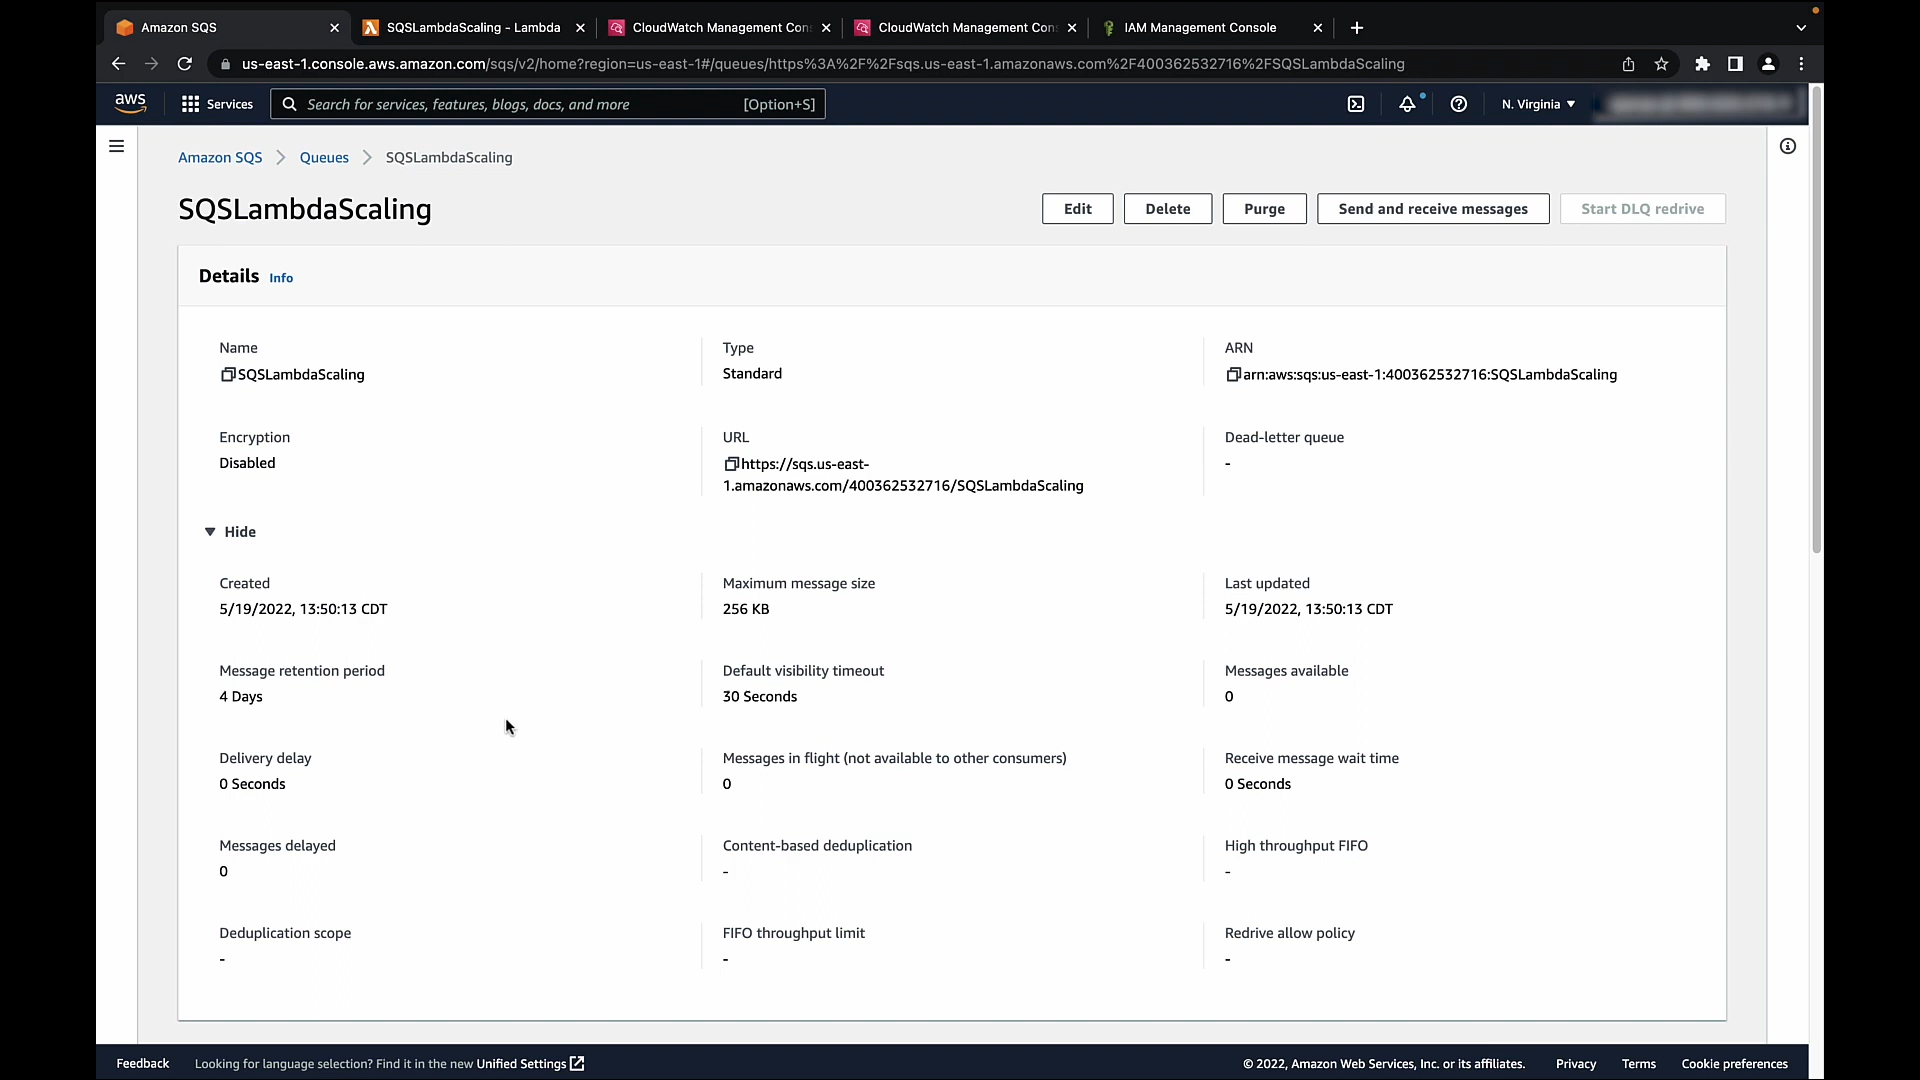 Amazon SQS
SQSLambdaScaling - Lambda
CloudWatch Management Con
CloudWatch Management Con
IAM Management Console
us-east-1.console.aws.amazon.com/sqs/v2/home?region=us-east-1#/queues/https%3A%2F%2Fsqs.us-east-1.amazonaws.com%2F400362532716%2FSQSLambdaScaling
aws
Services
Search for services, features, blogs, docs, and more
[Option+S]
N. Virginia
Amazon SQS
Queues
SQSLambdaScaling
SQSLambdaScaling
Edit
Delete
Purge
Send and receive messages
Start DLQ redrive
Details
Info
Name
SQSLambdaScaling
Type
Standard
ARN
arn:aws:sqs:us-east-1:400362532716:SQSLambdaScaling
Encryption
Disabled
URL
https://sqs.us-east-
1.amazonaws.com/400362532716/SQSLambdaScaling
Dead-letter queue
-
Hide
Created
5/19/2022, 13:50:13 CDT
Maximum message size
256 KB
Last updated
5/19/2022, 13:50:13 CDT
Message retention period
4 Days
Default visibility timeout
30 Seconds
Messages available
0
Delivery delay
0 Seconds
Messages in flight (not available to other consumers)
0
Receive message wait time
0 Seconds
Messages delayed
0
Content-based deduplication
-
High throughput FIFO
-
Deduplication scope
-
FIFO throughput limit
-
Redrive allow policy
-
Feedback
Looking for language selection? Find it in the new Unified Settings
© 2022, Amazon Web Services, Inc. or its affiliates.
Privacy
Terms
Cookie preferences